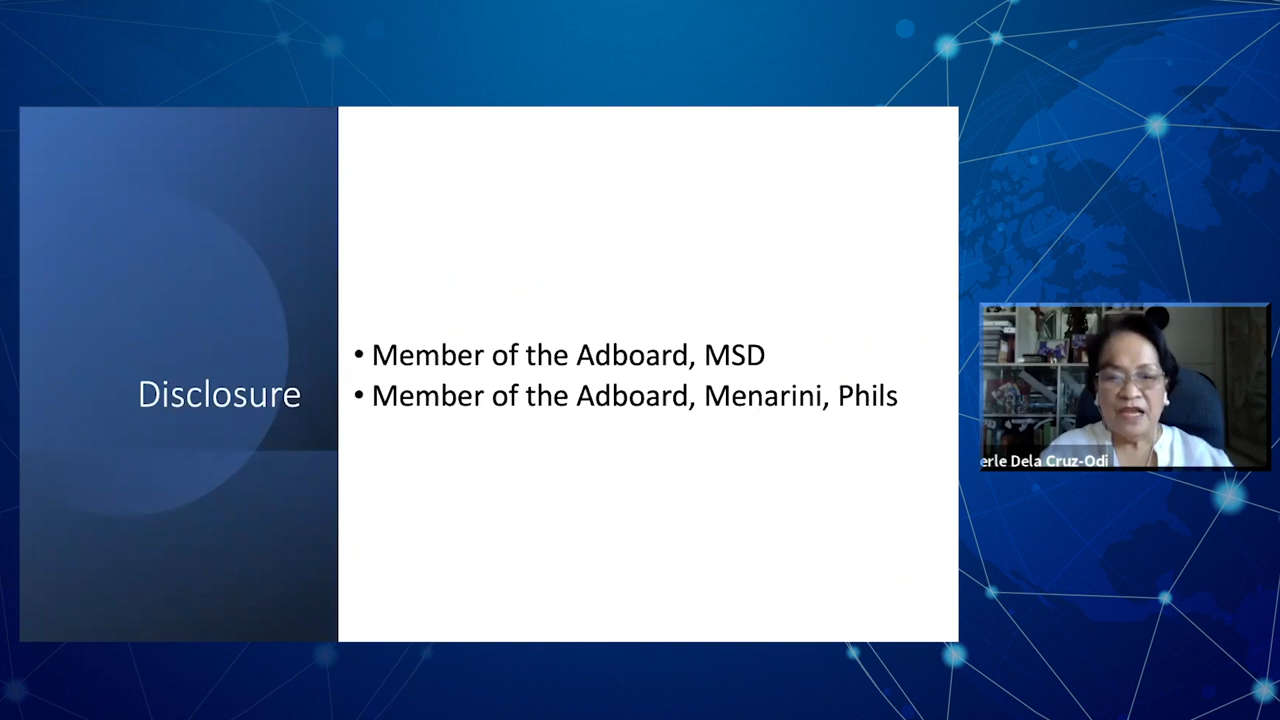 Disclosure
• Member of the Adboard, MSD
• Member of the Adboard, Menarini, Phils
erle Dela Cruz-Odi